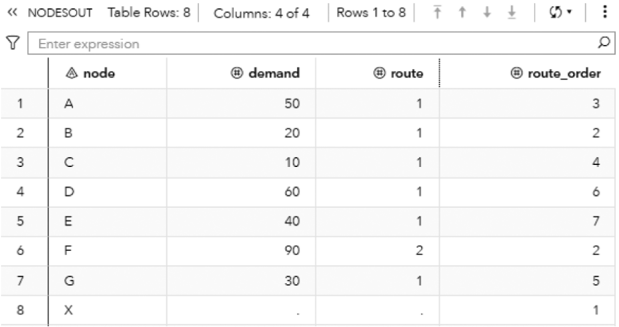 NODESOUT Table Rows: 8 Columns: 4 of 4 Rows 1 to 8
Enter expression
node demand route route_order
1 A 50 1 3
2 B 20 1 2
3 C 10 1 4
4 D 60 1 6
5 E 40 1 7
6 F 90 2 2
7 G 30 1 5
8 X . . 1